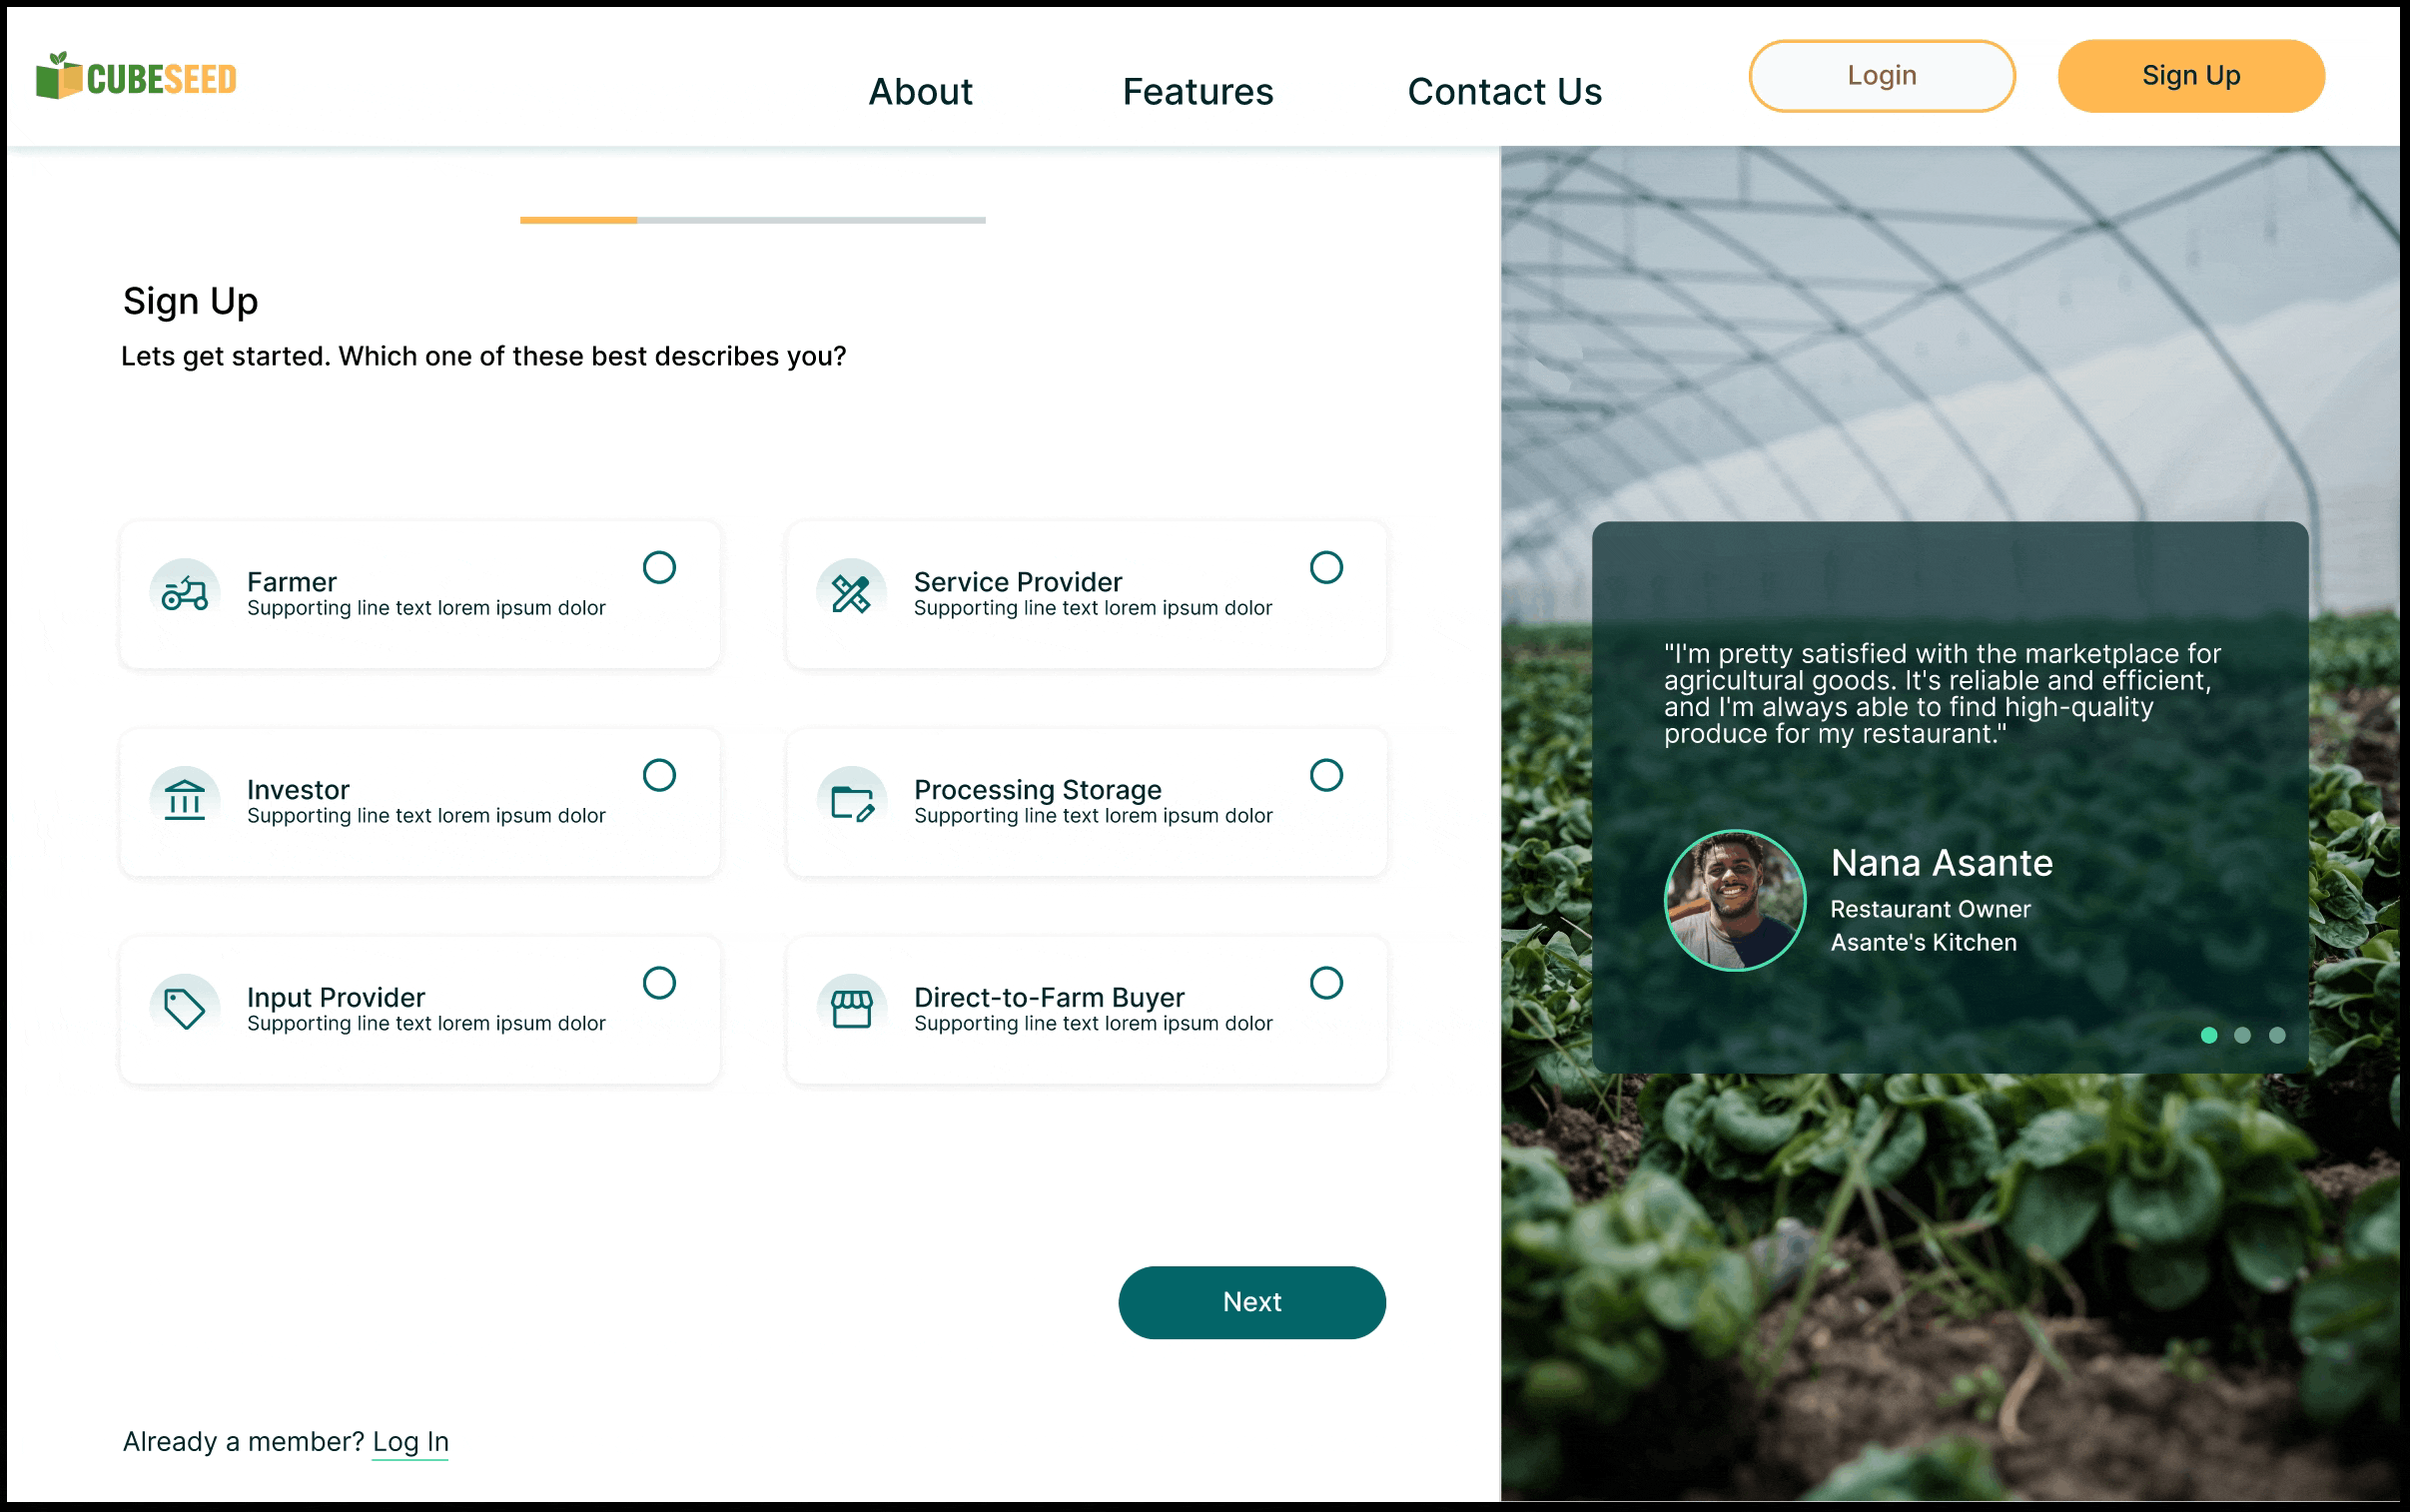 CUBESEED
About
Features
Contact Us
Login
Sign Up
Sign Up
Lets get started. Which one of these best describes you?
Farmer
Supporting line text lorem ipsum dolor
Service Provider
Supporting line text lorem ipsum dolor
Investor
Supporting line text lorem ipsum dolor
Processing Storage
Supporting line text lorem ipsum dolor
Input Provider
Supporting line text lorem ipsum dolor
Direct-to-Farm Buyer
Supporting line text lorem ipsum dolor
Next
Already a member? Log In
"I'm pretty satisfied with the marketplace for
agricultural goods. It's reliable and efficient,
and I'm always able to find high-quality
produce for my restaurant."
Nana Asante
Restaurant Owner
Asante's Kitchen